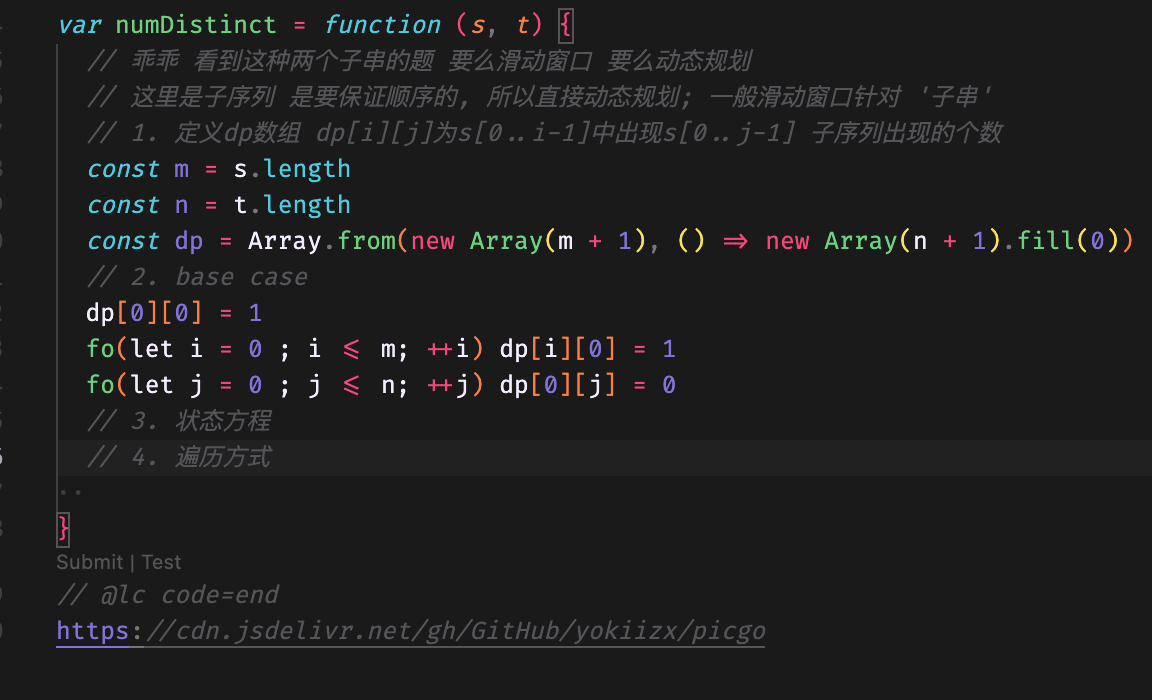 var numDistinct = function (s, t) {
// 乖乖 看到这种两个子串的题 要么滑动窗口 要么动态规划
// 这里是子序列 是要保证顺序的, 所以直接动态规划; 一般滑动窗口针对 '子串'
// 1. 定义dp数组 dp[i][j]为s[0..i-1]中出现s[0..j-1] 子序列出现的个数
const m = s.length
const n = t.length
const dp = Array.from(new Array(m + 1), () => new Array(n + 1).fill(0))
// 2. base case
dp[0][0] = 1
fo(let i = 0 ; i <= m; ++i) dp[i][0] = 1
fo(let j = 0 ; j <= n; ++j) dp[0][j] = 0
// 3. 状态方程
// 4. 遍历方式
}
Submit | Test
// @lc code=end
https://cdn.jsdelivr.net/gh/GitHub/yokiizx/picgo